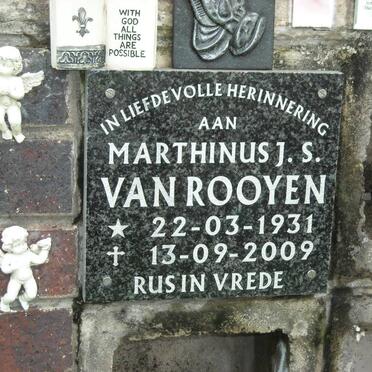 WITH
GOD
ALL
THINGS
ARE
POSSIBLE
IN LIEFDEVOLLE HERINNERING
AAN
MARTHINUS J. S.
VAN ROOYEN
★ 22-03-1931
✝ 13-09-2009
RUS IN VREDE